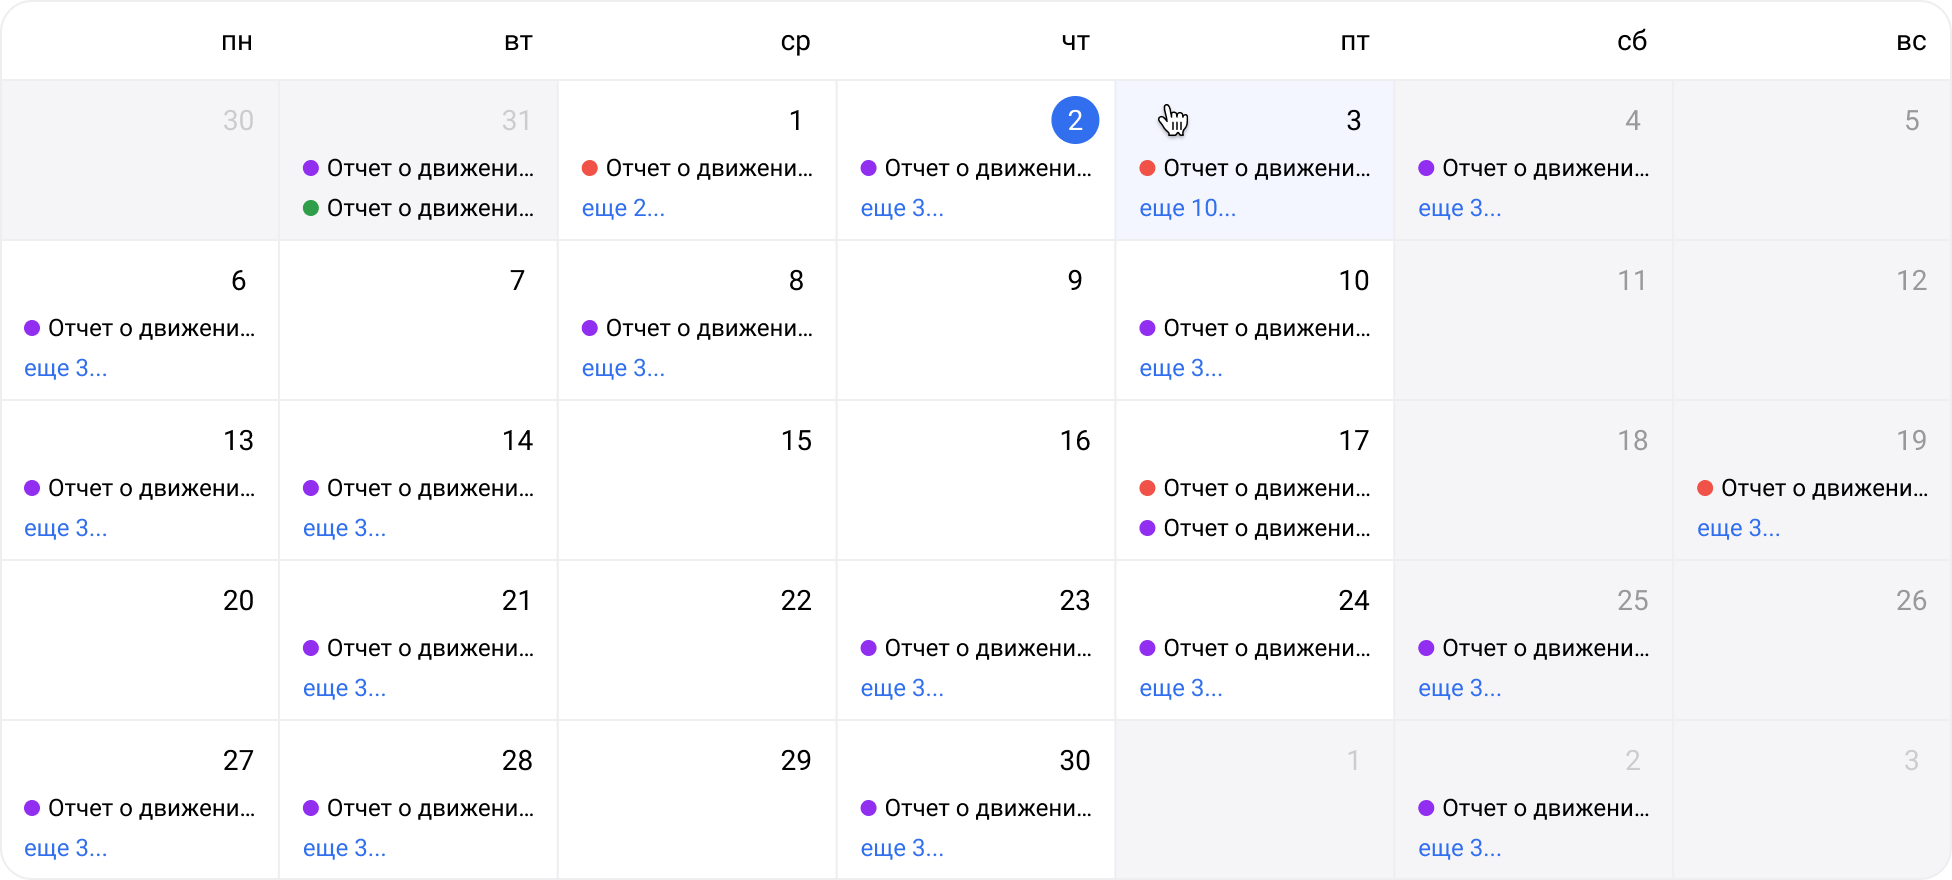 пн вт ср чт пт сб вс
30 31 1 2 3 4 5
Отчет о движени... Отчет о движени... Отчет о движени... Отчет о движени... Отчет о движени...
Отчет о движени... еще 2... еще 3... еще 10... еще 3...
6 7 8 9 10 11 12
Отчет о движени... Отчет о движени... Отчет о движени...
еще 3... еще 3... еще 3...
13 14 15 16 17 18 19
Отчет о движени... Отчет о движени... Отчет о движени... Отчет о движени...
еще 3... еще 3... Отчет о движени... еще 3...
20 21 22 23 24 25 26
Отчет о движени... Отчет о движени... Отчет о движени... Отчет о движени...
еще 3... еще 3... еще 3... еще 3...
27 28 29 30 1 2 3
Отчет о движени... Отчет о движени... Отчет о движени... Отчет о движени...
еще 3... еще 3... еще 3... еще 3...